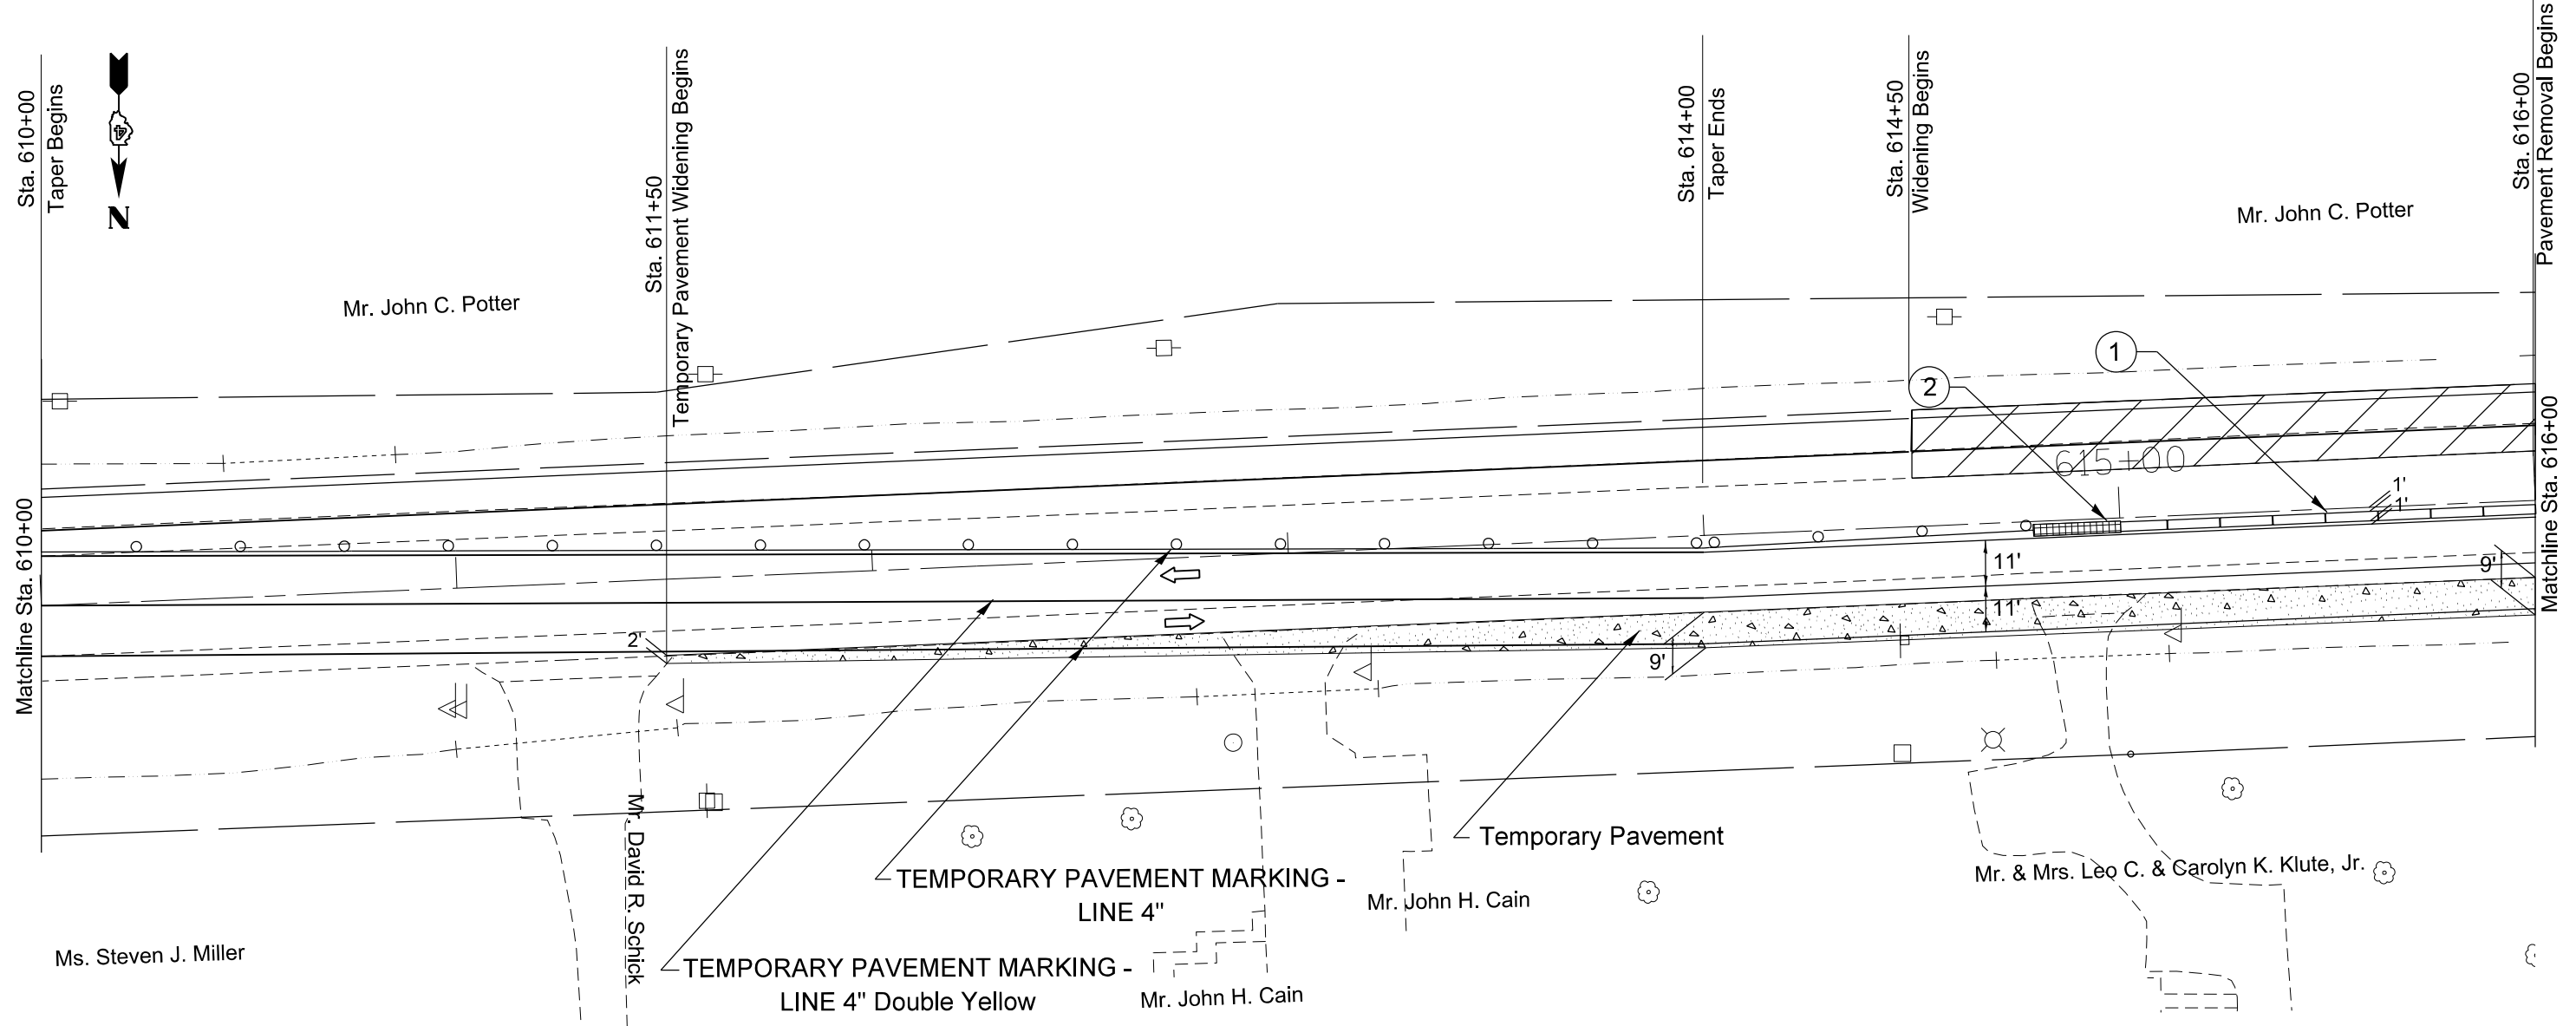 Sta. 610+00
Taper Begins
N
Sta. 611+50
Temporary Pavement Widening Begins
Sta. 614+00
Taper Ends
Sta. 614+50
Widening Begins
Sta. 616+00
Pavement Removal Begins
Mr. John C. Potter
Mr. John C. Potter
1
2
615+00
1'
1'
11'
11'
9'
2'
9'
Matchline Sta. 610+00
Matchline Sta. 616+00
Temporary Pavement
TEMPORARY PAVEMENT MARKING -
LINE 4"
TEMPORARY PAVEMENT MARKING -
LINE 4" Double Yellow
Mr. David R. Schick
Mr. John H. Cain
Mr. John H. Cain
Mr. & Mrs. Leo C. & Carolyn K. Klute, Jr.
Ms. Steven J. Miller